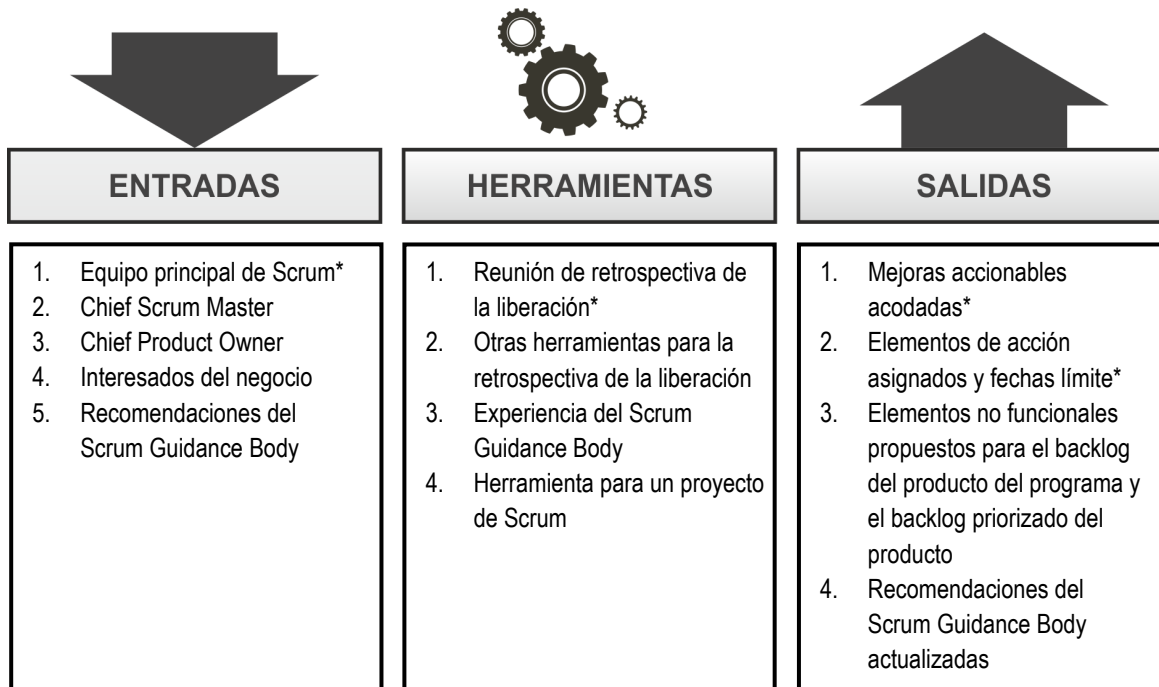 ENTRADAS
1. Equipo principal de Scrum*
2. Chief Scrum Master
3. Chief Product Owner
4. Interesados del negocio
5. Recomendaciones del
Scrum Guidance Body
HERRAMIENTAS
1. Reunión de retrospectiva de
la liberación*
2. Otras herramientas para la
retrospectiva de la liberación
3. Experiencia del Scrum
Guidance Body
4. Herramienta para un proyecto
de Scrum
SALIDAS
1. Mejoras accionables
acodadas*
2. Elementos de acción
asignados y fechas límite*
3. Elementos no funcionales
propuestos para el backlog
del producto del programa y
el backlog priorizado del
producto
4. Recomendaciones del
Scrum Guidance Body
actualizadas